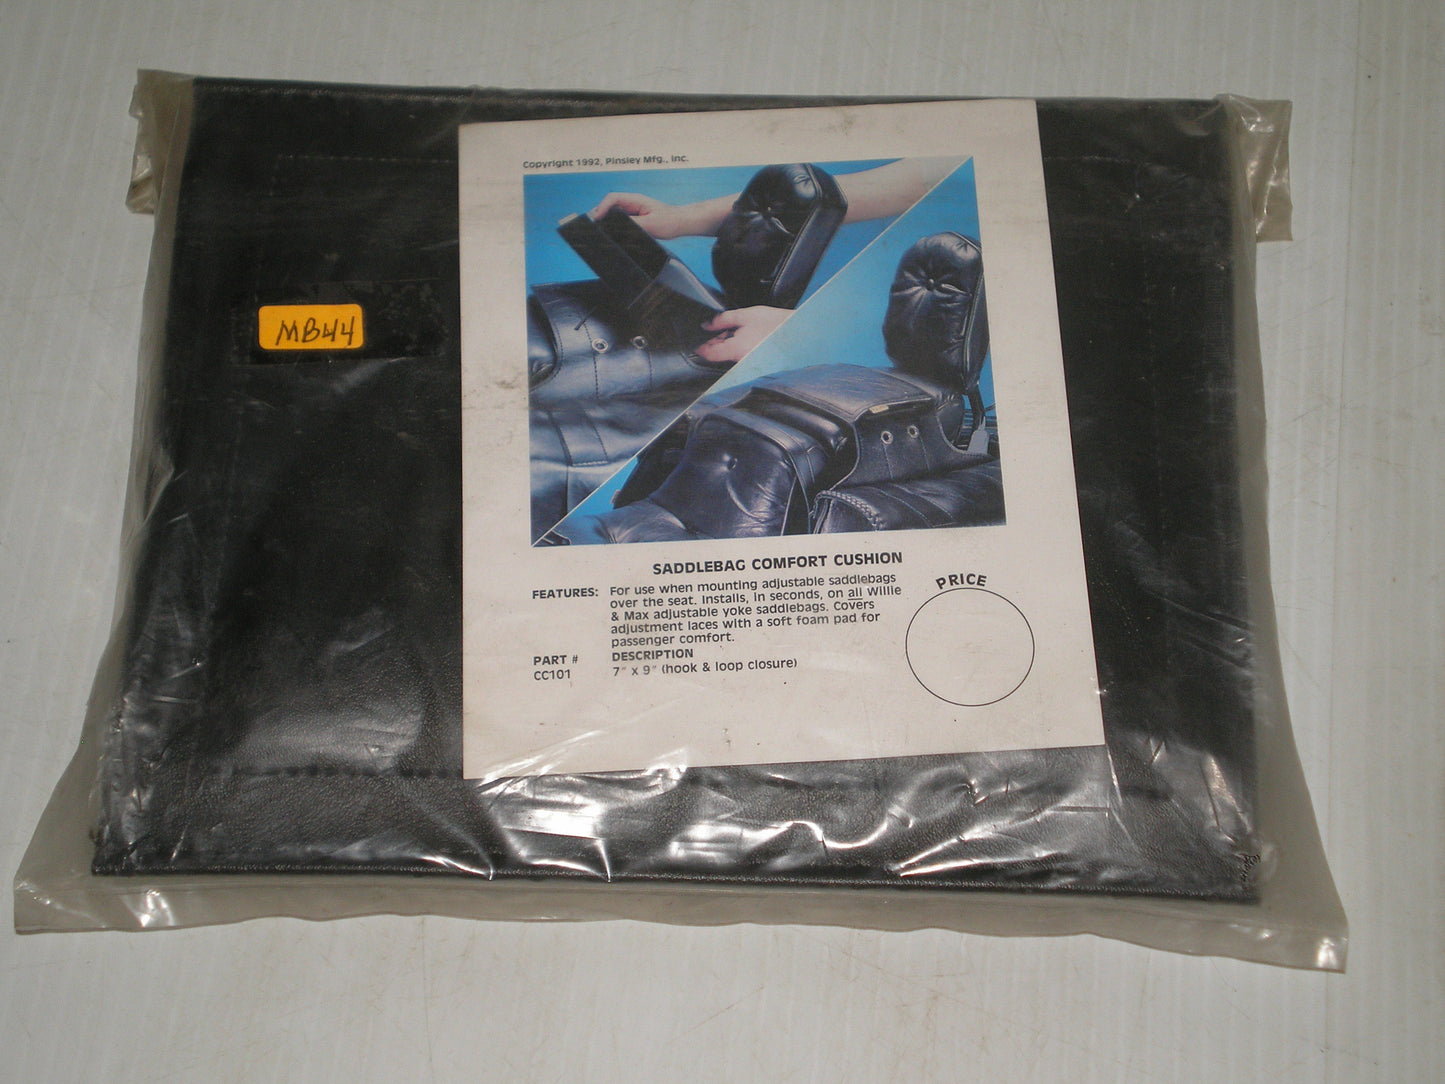 Copyright 1992, Pinsley Mfg., Inc.
MB44
SADDLEBAG COMFORT CUSHION
FEATURES: For use when mounting adjustable saddlebags
over the seat. Installs, in seconds, on all Willie
& Max adjustable yoke saddlebags. Covers
adjustment laces with a soft foam pad for
passenger comfort.
PART # DESCRIPTION
CC101 7" x 9" (hook & loop closure)
PRICE